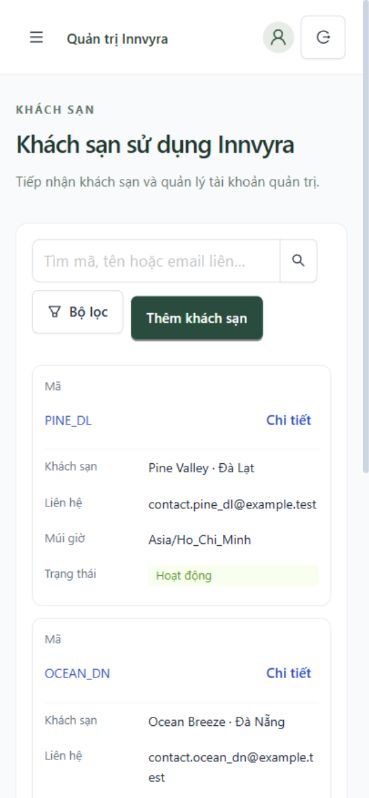 Quản trị Innvyra
KHÁCH SẠN
Khách sạn sử dụng Innvyra
Tiếp nhận khách sạn và quản lý tài khoản quản trị.
Tìm mã, tên hoặc email liên...
Bộ lọc
Thêm khách sạn
Mã
PINE_DL
Chi tiết
Khách sạn
Pine Valley · Đà Lạt
Liên hệ
contact.pine_dl@example.test
Múi giờ
Asia/Ho_Chi_Minh
Trạng thái
Hoạt động
Mã
OCEAN_DN
Chi tiết
Khách sạn
Ocean Breeze · Đà Nẵng
Liên hệ
contact.ocean_dn@example.t
est